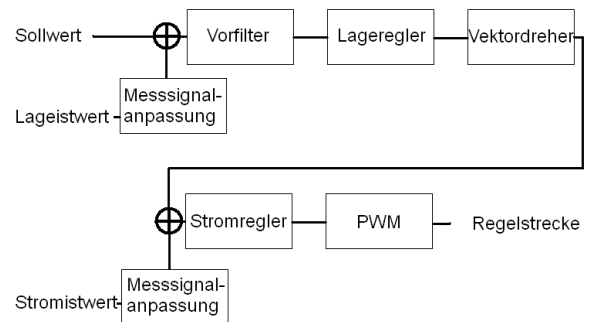 Sollwert
Vorfilter
Lageregler
Vektordreher
Lageistwert
Messsignal-
anpassung
Stromregler
PWM
Regelstrecke
Stromistwert
Messsignal-
anpassung